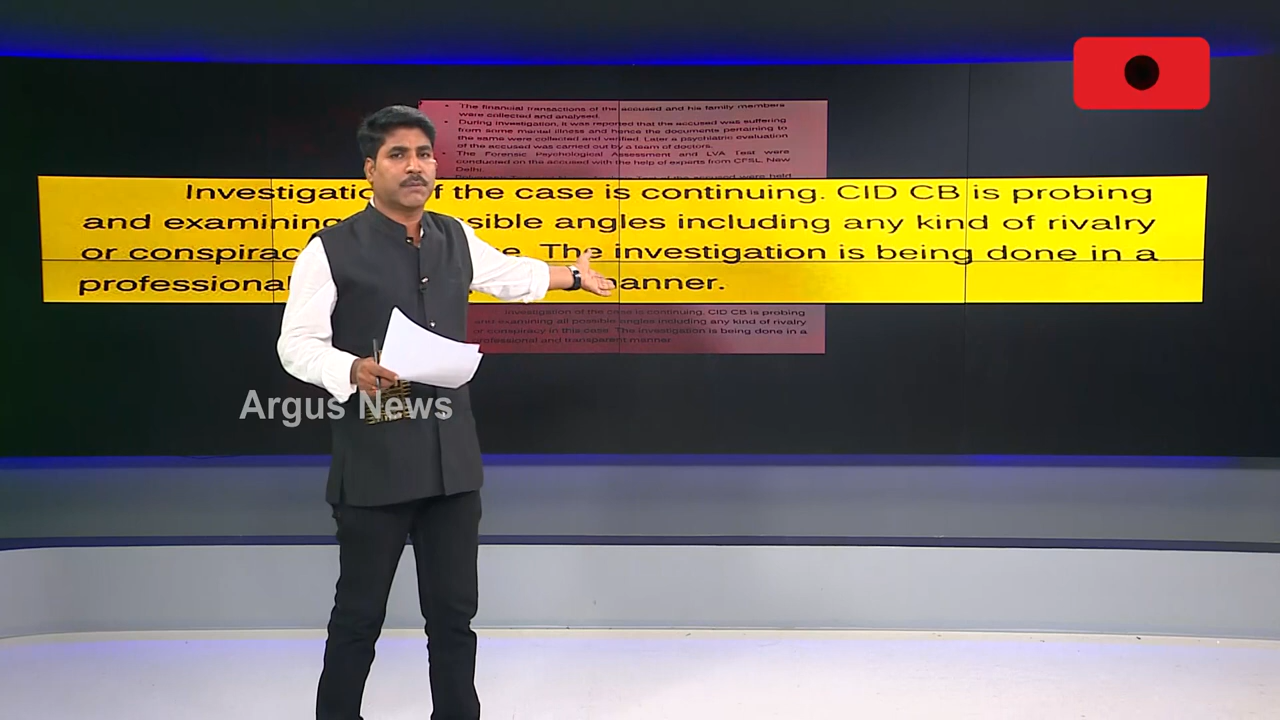 • The financial transactions of the accused and his family members
were collected and analysed.
• During investigation, it was reported that the accused was suffering
from some mental illness and hence the documents pertaining to
the same were collected and verified. Later a psychiatric evaluation
of the accused was carried out by a team of doctors.
• The Forensic Psychological Assessment and LVA Test were
conducted on the accused with the help of experts from CFSL, New
Delhi.
Investigatio f the case is continuing. CID CB is probing
and examining ssible angles including any kind of rivalry
or conspirac e. The investigation is being done in a
professional anner.
Investigation of the case is continuing. CID CB is probing
and examining all possible angles including any kind of rivalry
or conspiracy in this case. The investigation is being done in a
professional and transparent manner.
Argus News